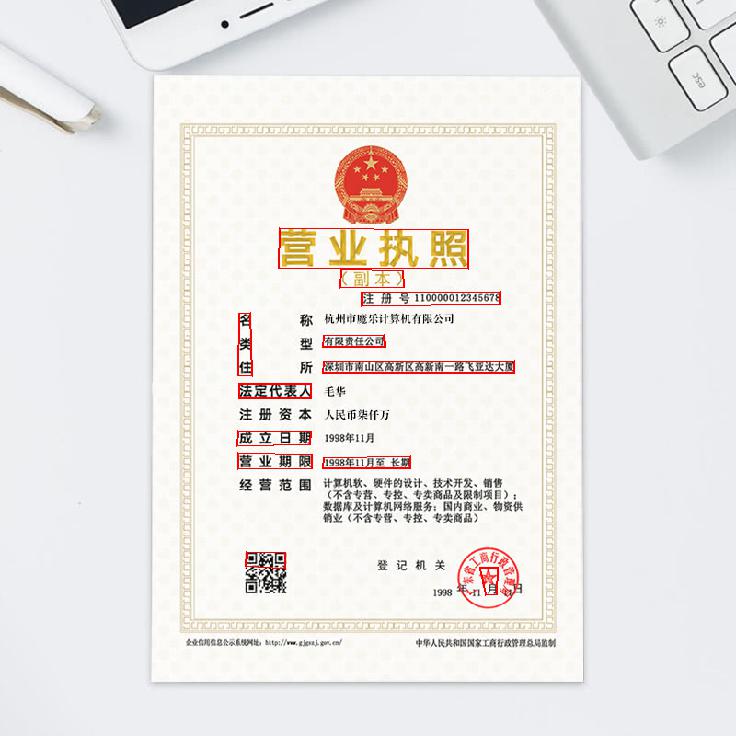 esc
营业执照
（副本）
注 册 号 110000012345678
名 称 杭州市魔乐计算机有限公司
类 型 有限责任公司
住 所 深圳市南山区高新区高新南一路飞亚达大厦
法定代表人 毛华
注册资本 人民币柒仟万
成立日期 1998年11月
营业期限 1998年11月至 长期
经营范围 计算机软、硬件的设计、技术开发、销售
（不含专营、专控、专卖商品及限制项目）；
数据库及计算机网络服务；国内商业、物资供
销业（不含专营、专控、专卖商品）
登 记 机 关
1998 年 11 月 日
企业信用信息公示系统网址：http://www.gjgsxj.gov.cn/
中华人民共和国国家工商行政管理总局监制